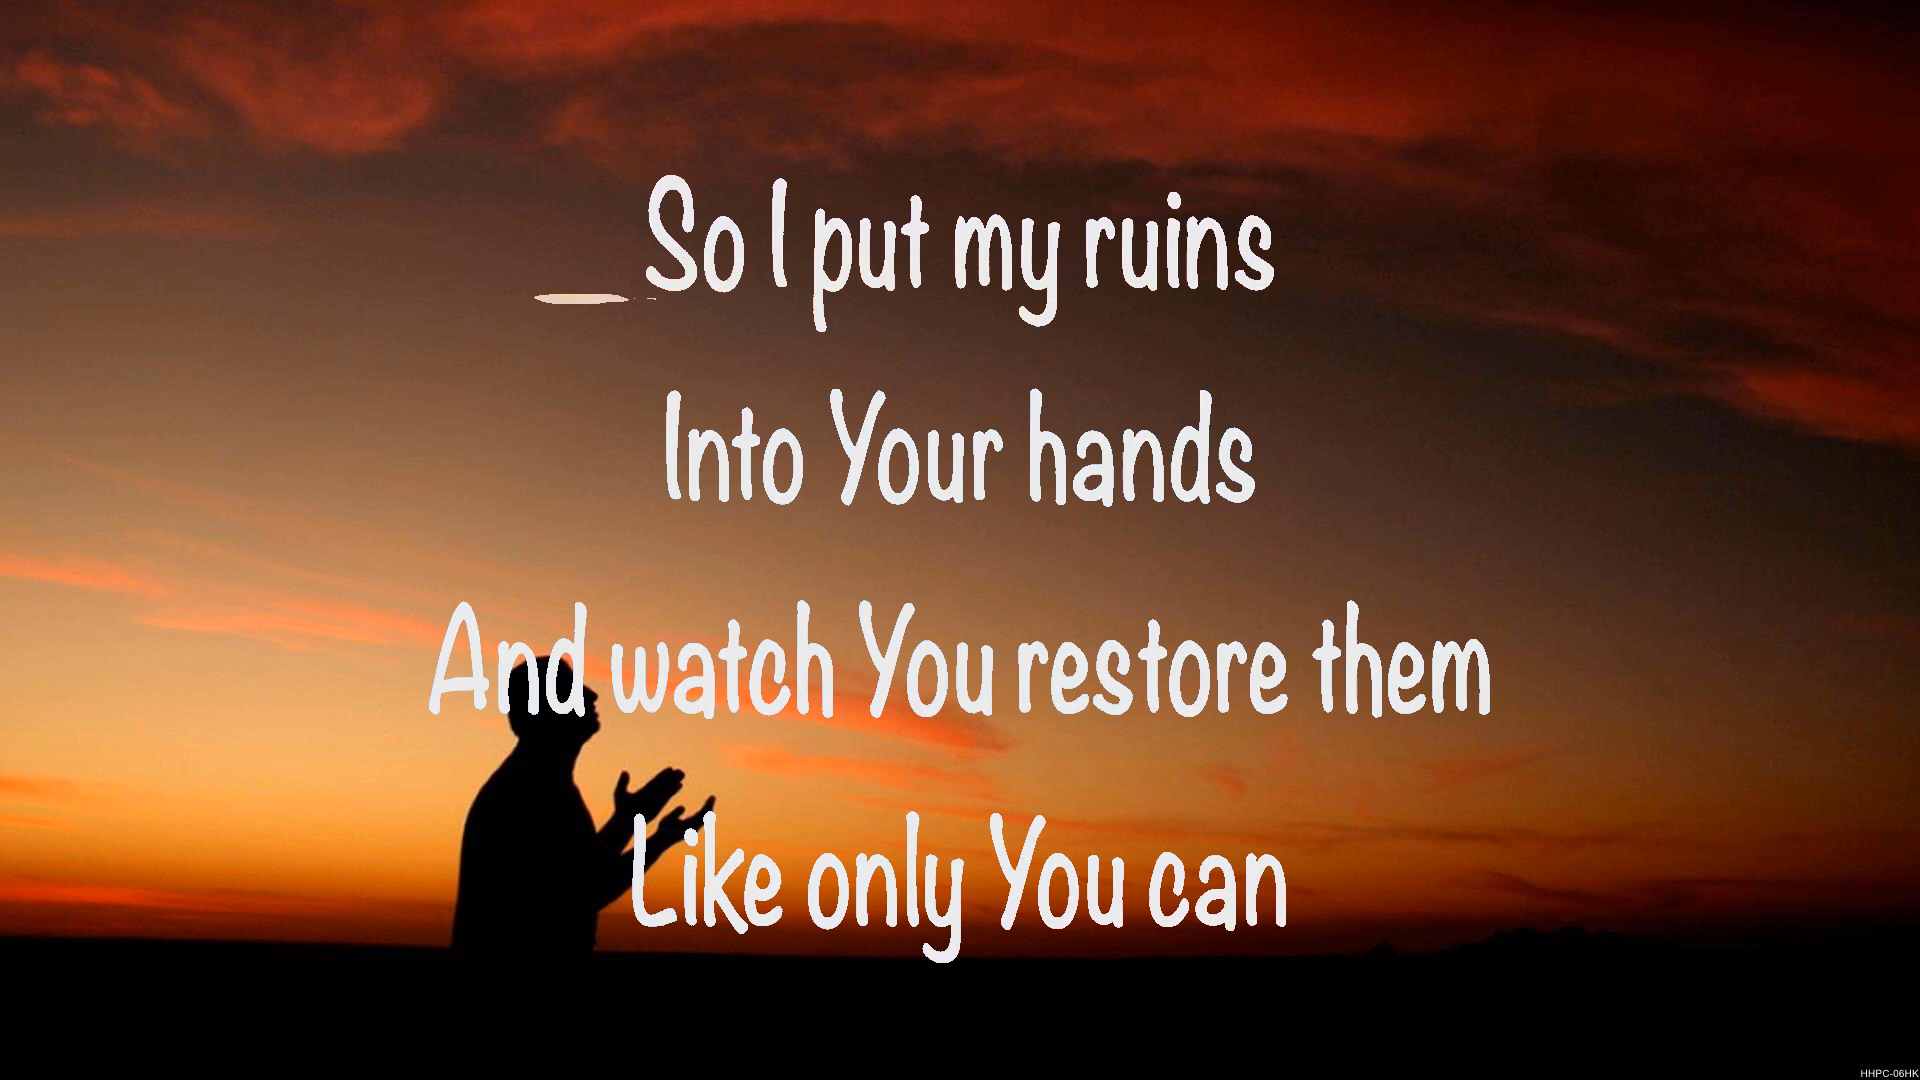 So I put my ruins
Into Your hands
And watch You restore them
Like only You can
HHPC-06HK